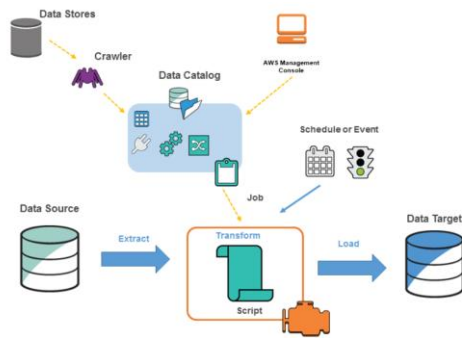 Data Stores
Crawler
Data Catalog
AWS Management
Console
Schedule or Event
Job
Data Source
Extract
Transform
Script
Load
Data Target